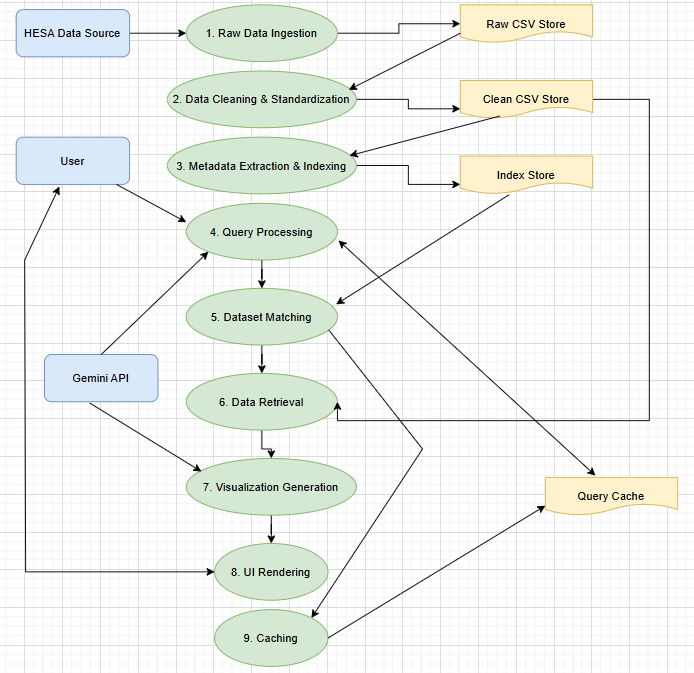 HESA Data Source
1. Raw Data Ingestion
Raw CSV Store
2. Data Cleaning & Standardization
Clean CSV Store
User
3. Metadata Extraction & Indexing
Index Store
4. Query Processing
5. Dataset Matching
Gemini API
6. Data Retrieval
7. Visualization Generation
Query Cache
8. UI Rendering
9. Caching